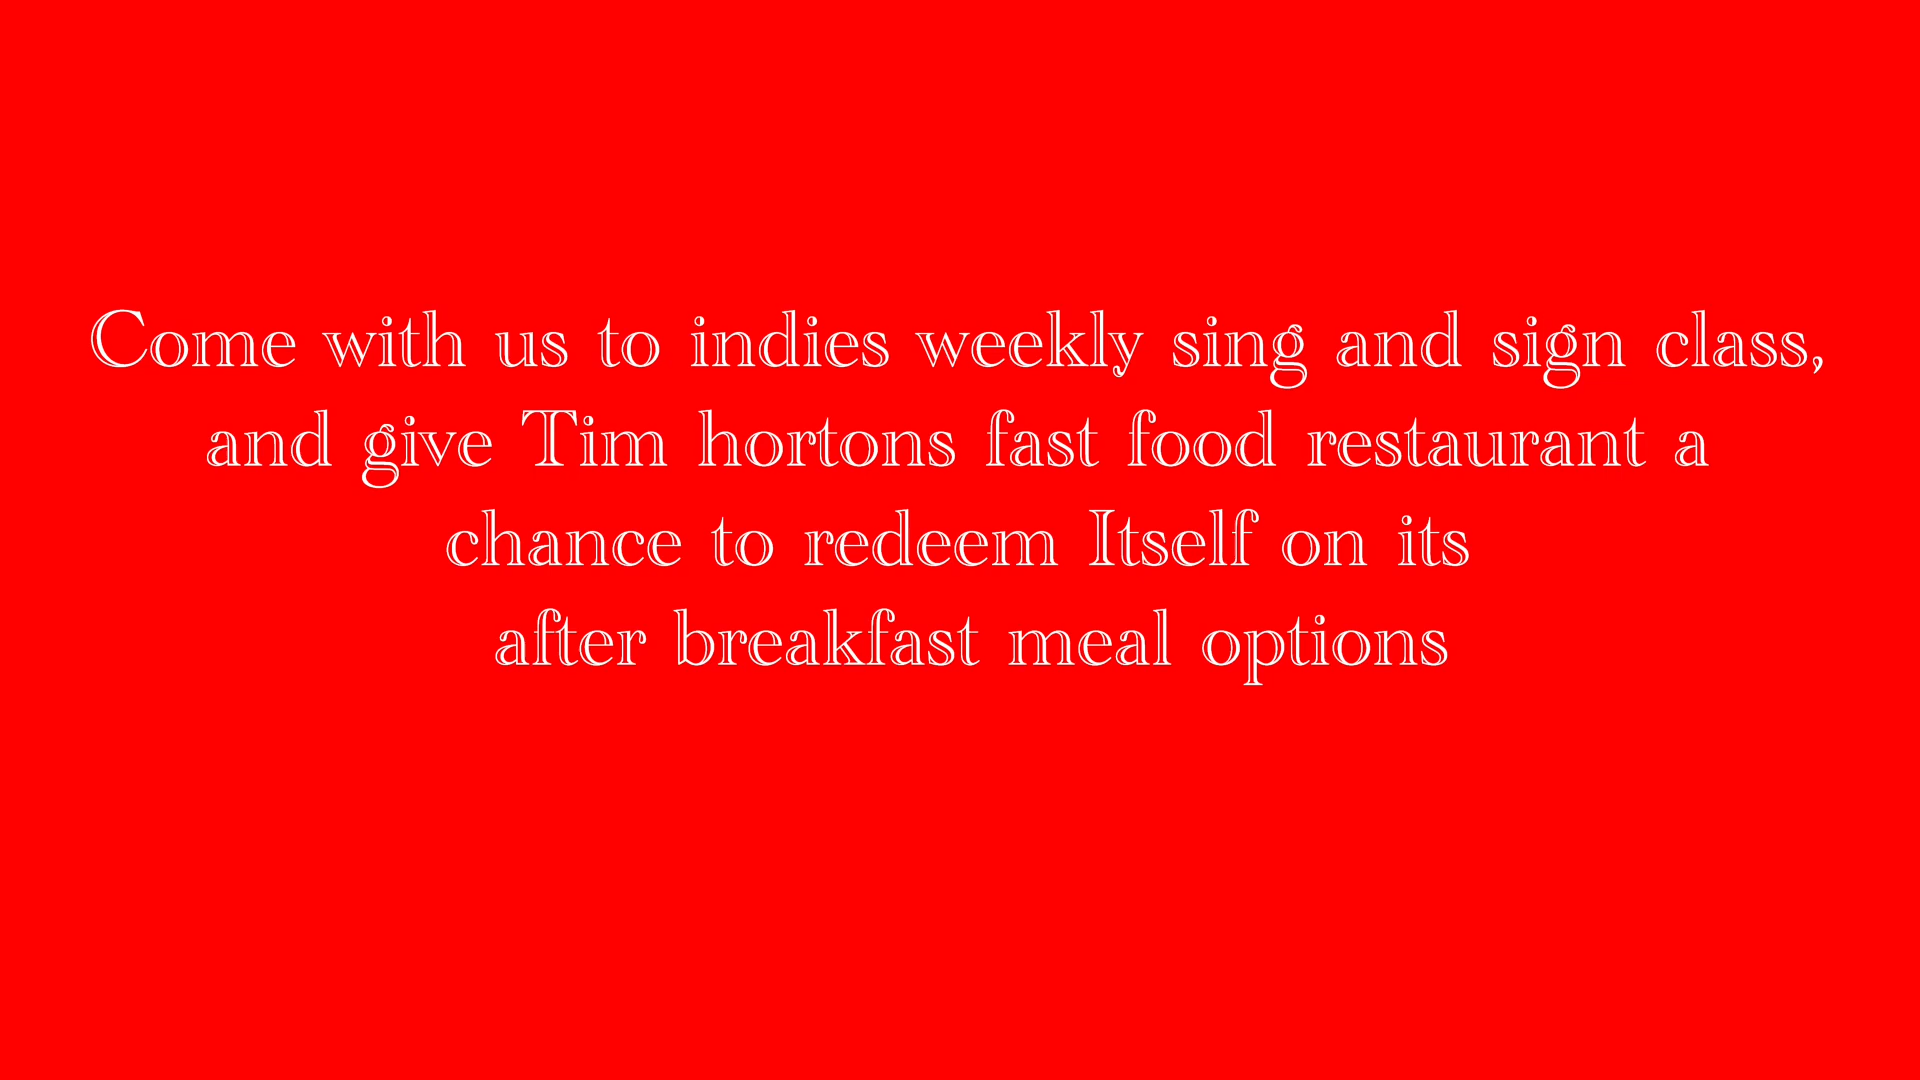 Come with us to indies weekly sing and sign class,
and give Tim hortons fast food restaurant a
chance to redeem Itself on its
after breakfast meal options